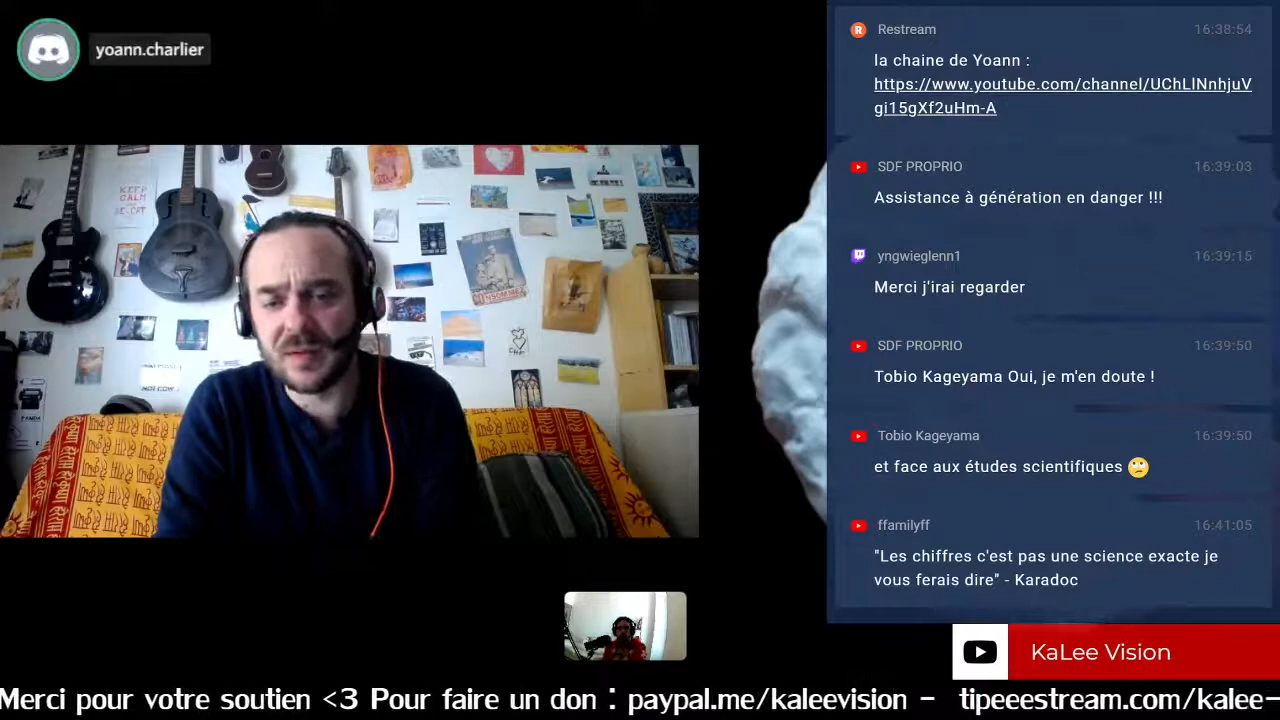 yoann.charlier
Restream 16:38:54
la chaine de Yoann :
https://www.youtube.com/channel/UChLlNnhjuV
gi15gXf2uHm-A
SDF PROPRIO 16:39:03
Assistance à génération en danger !!!
yngwieglenn1 16:39:15
Merci j'irai regarder
SDF PROPRIO 16:39:50
Tobio Kageyama Oui, je m'en doute !
Tobio Kageyama 16:39:50
et face aux études scientifiques 🙄
ffamilyff 16:41:05
"Les chiffres c'est pas une science exacte je
vous ferais dire" - Karadoc
KEEP
CALM
KaLee Vision
Merci pour votre soutien <3 Pour faire un don : paypal.me/kaleevision - tipeeestream.com/kalee-